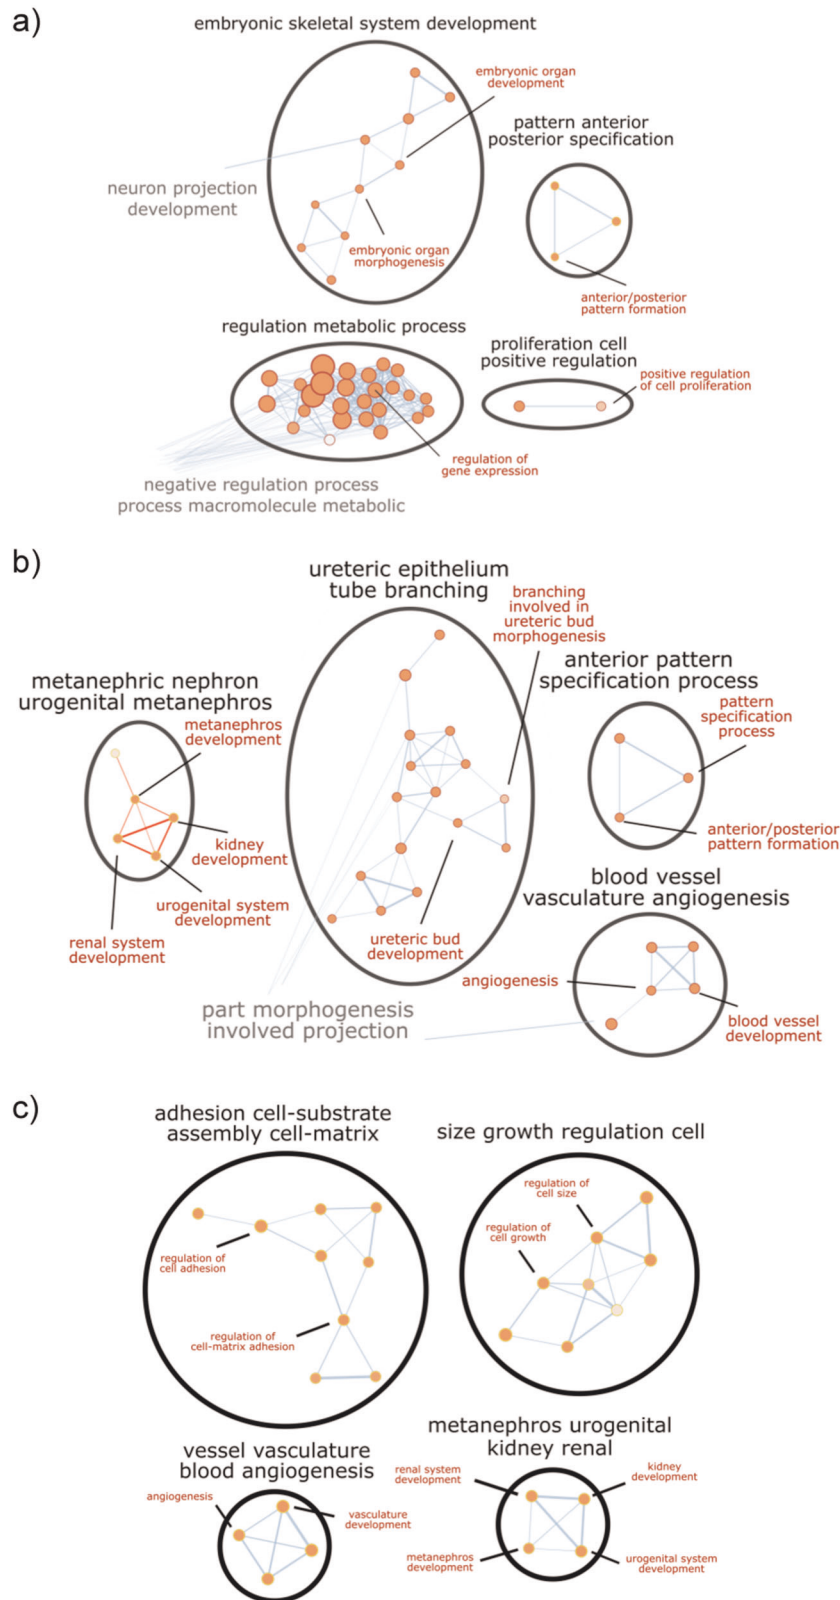 a)
embryonic skeletal system development
embryonic organ
development
pattern anterior
posterior specification
neuron projection
development
embryonic organ
morphogenesis
anterior/posterior
pattern formation
regulation metabolic process
proliferation cell
positive regulation
positive regulation
of cell proliferation
regulation of
gene expression
negative regulation process
process macromolecule metabolic
b)
ureteric epithelium
tube branching
branching
involved in
ureteric bud
morphogenesis
metanephric nephron
urogenital metanephros
metanephros
development
anterior pattern
specification process
pattern
specification
process
kidney
development
anterior/posterior
pattern formation
urogenital system
development
renal system
development
ureteric bud
development
blood vessel
vasculature angiogenesis
angiogenesis
blood vessel
development
part morphogenesis
involved projection
c)
adhesion cell-substrate
assembly cell-matrix
size growth regulation cell
regulation of
cell size
regulation of
cell growth
regulation of
cell adhesion
regulation of
cell-matrix adhesion
vessel vasculature
blood angiogenesis
metanephros urogenital
kidney renal
angiogenesis
vasculature
development
renal system
development
kidney
development
metanephros
development
urogenital system
development